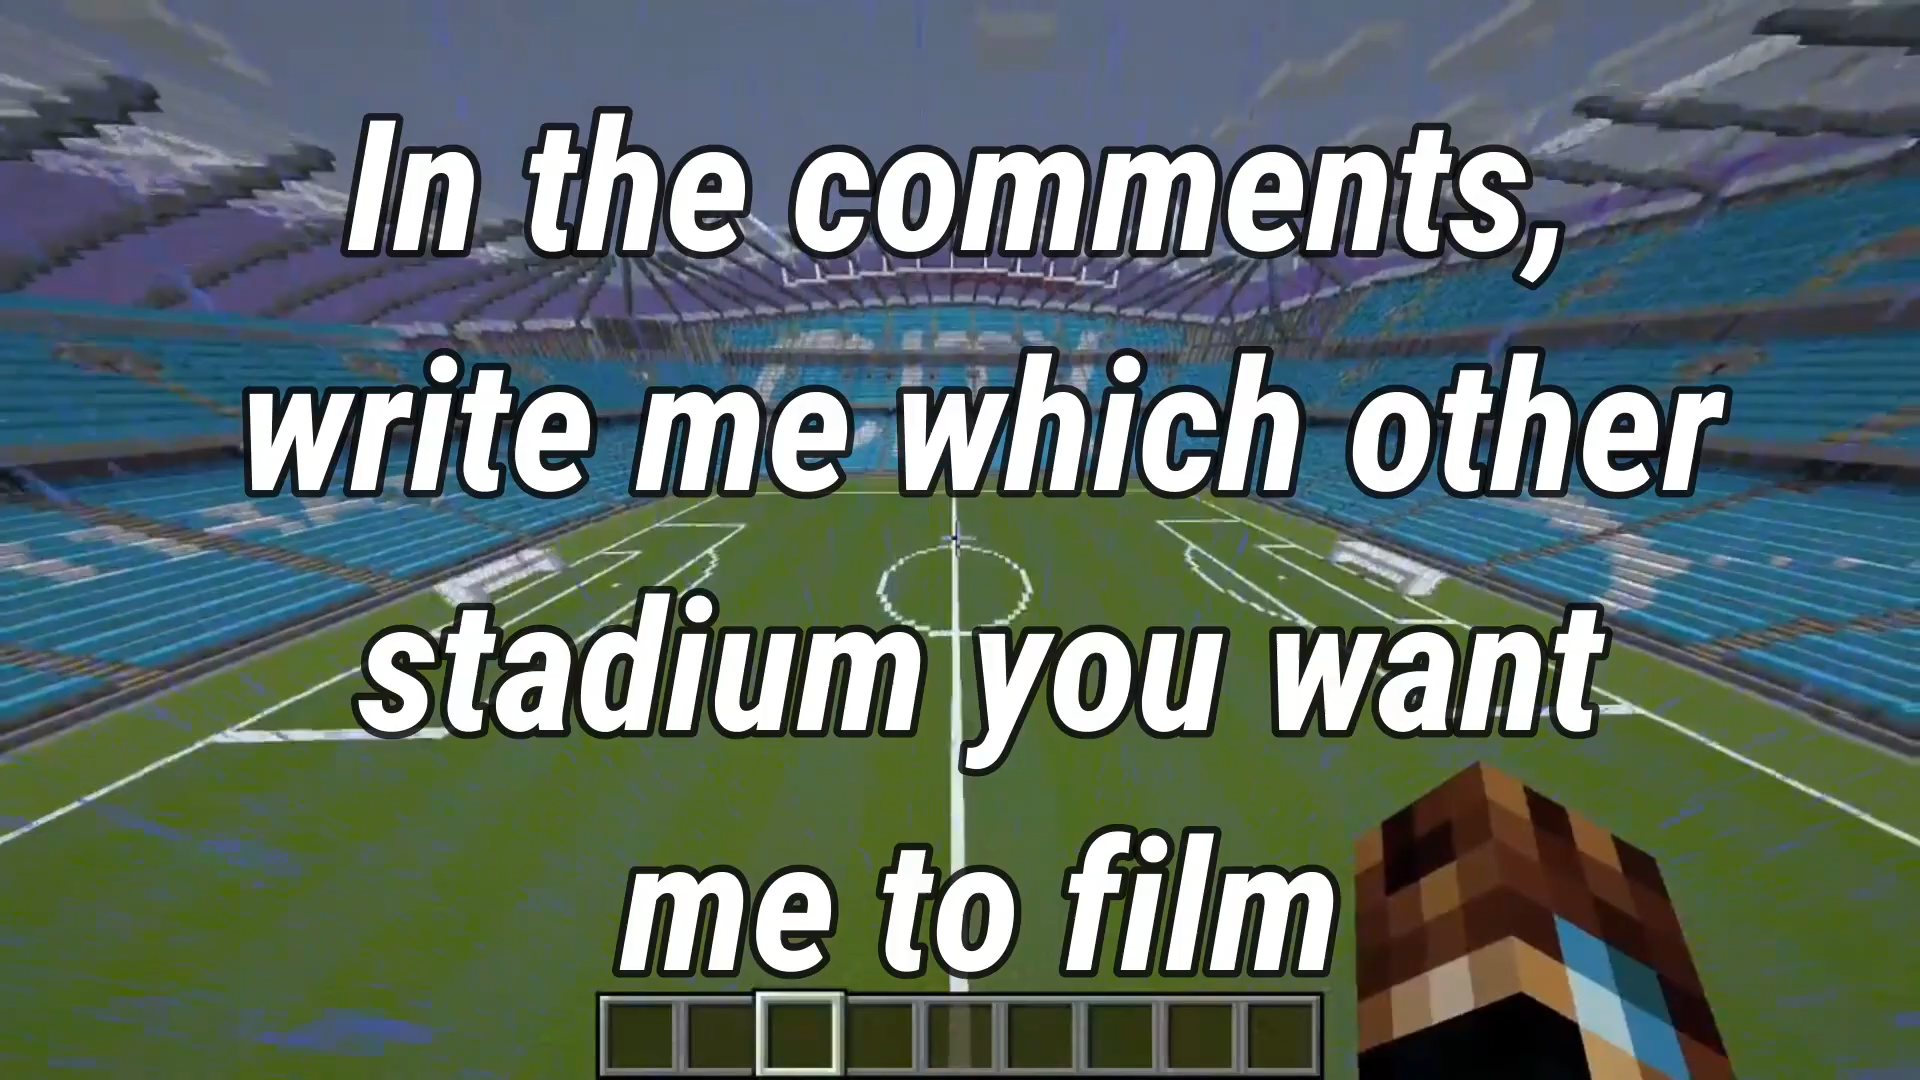 In the comments,
write me which other
stadium you want
me to film